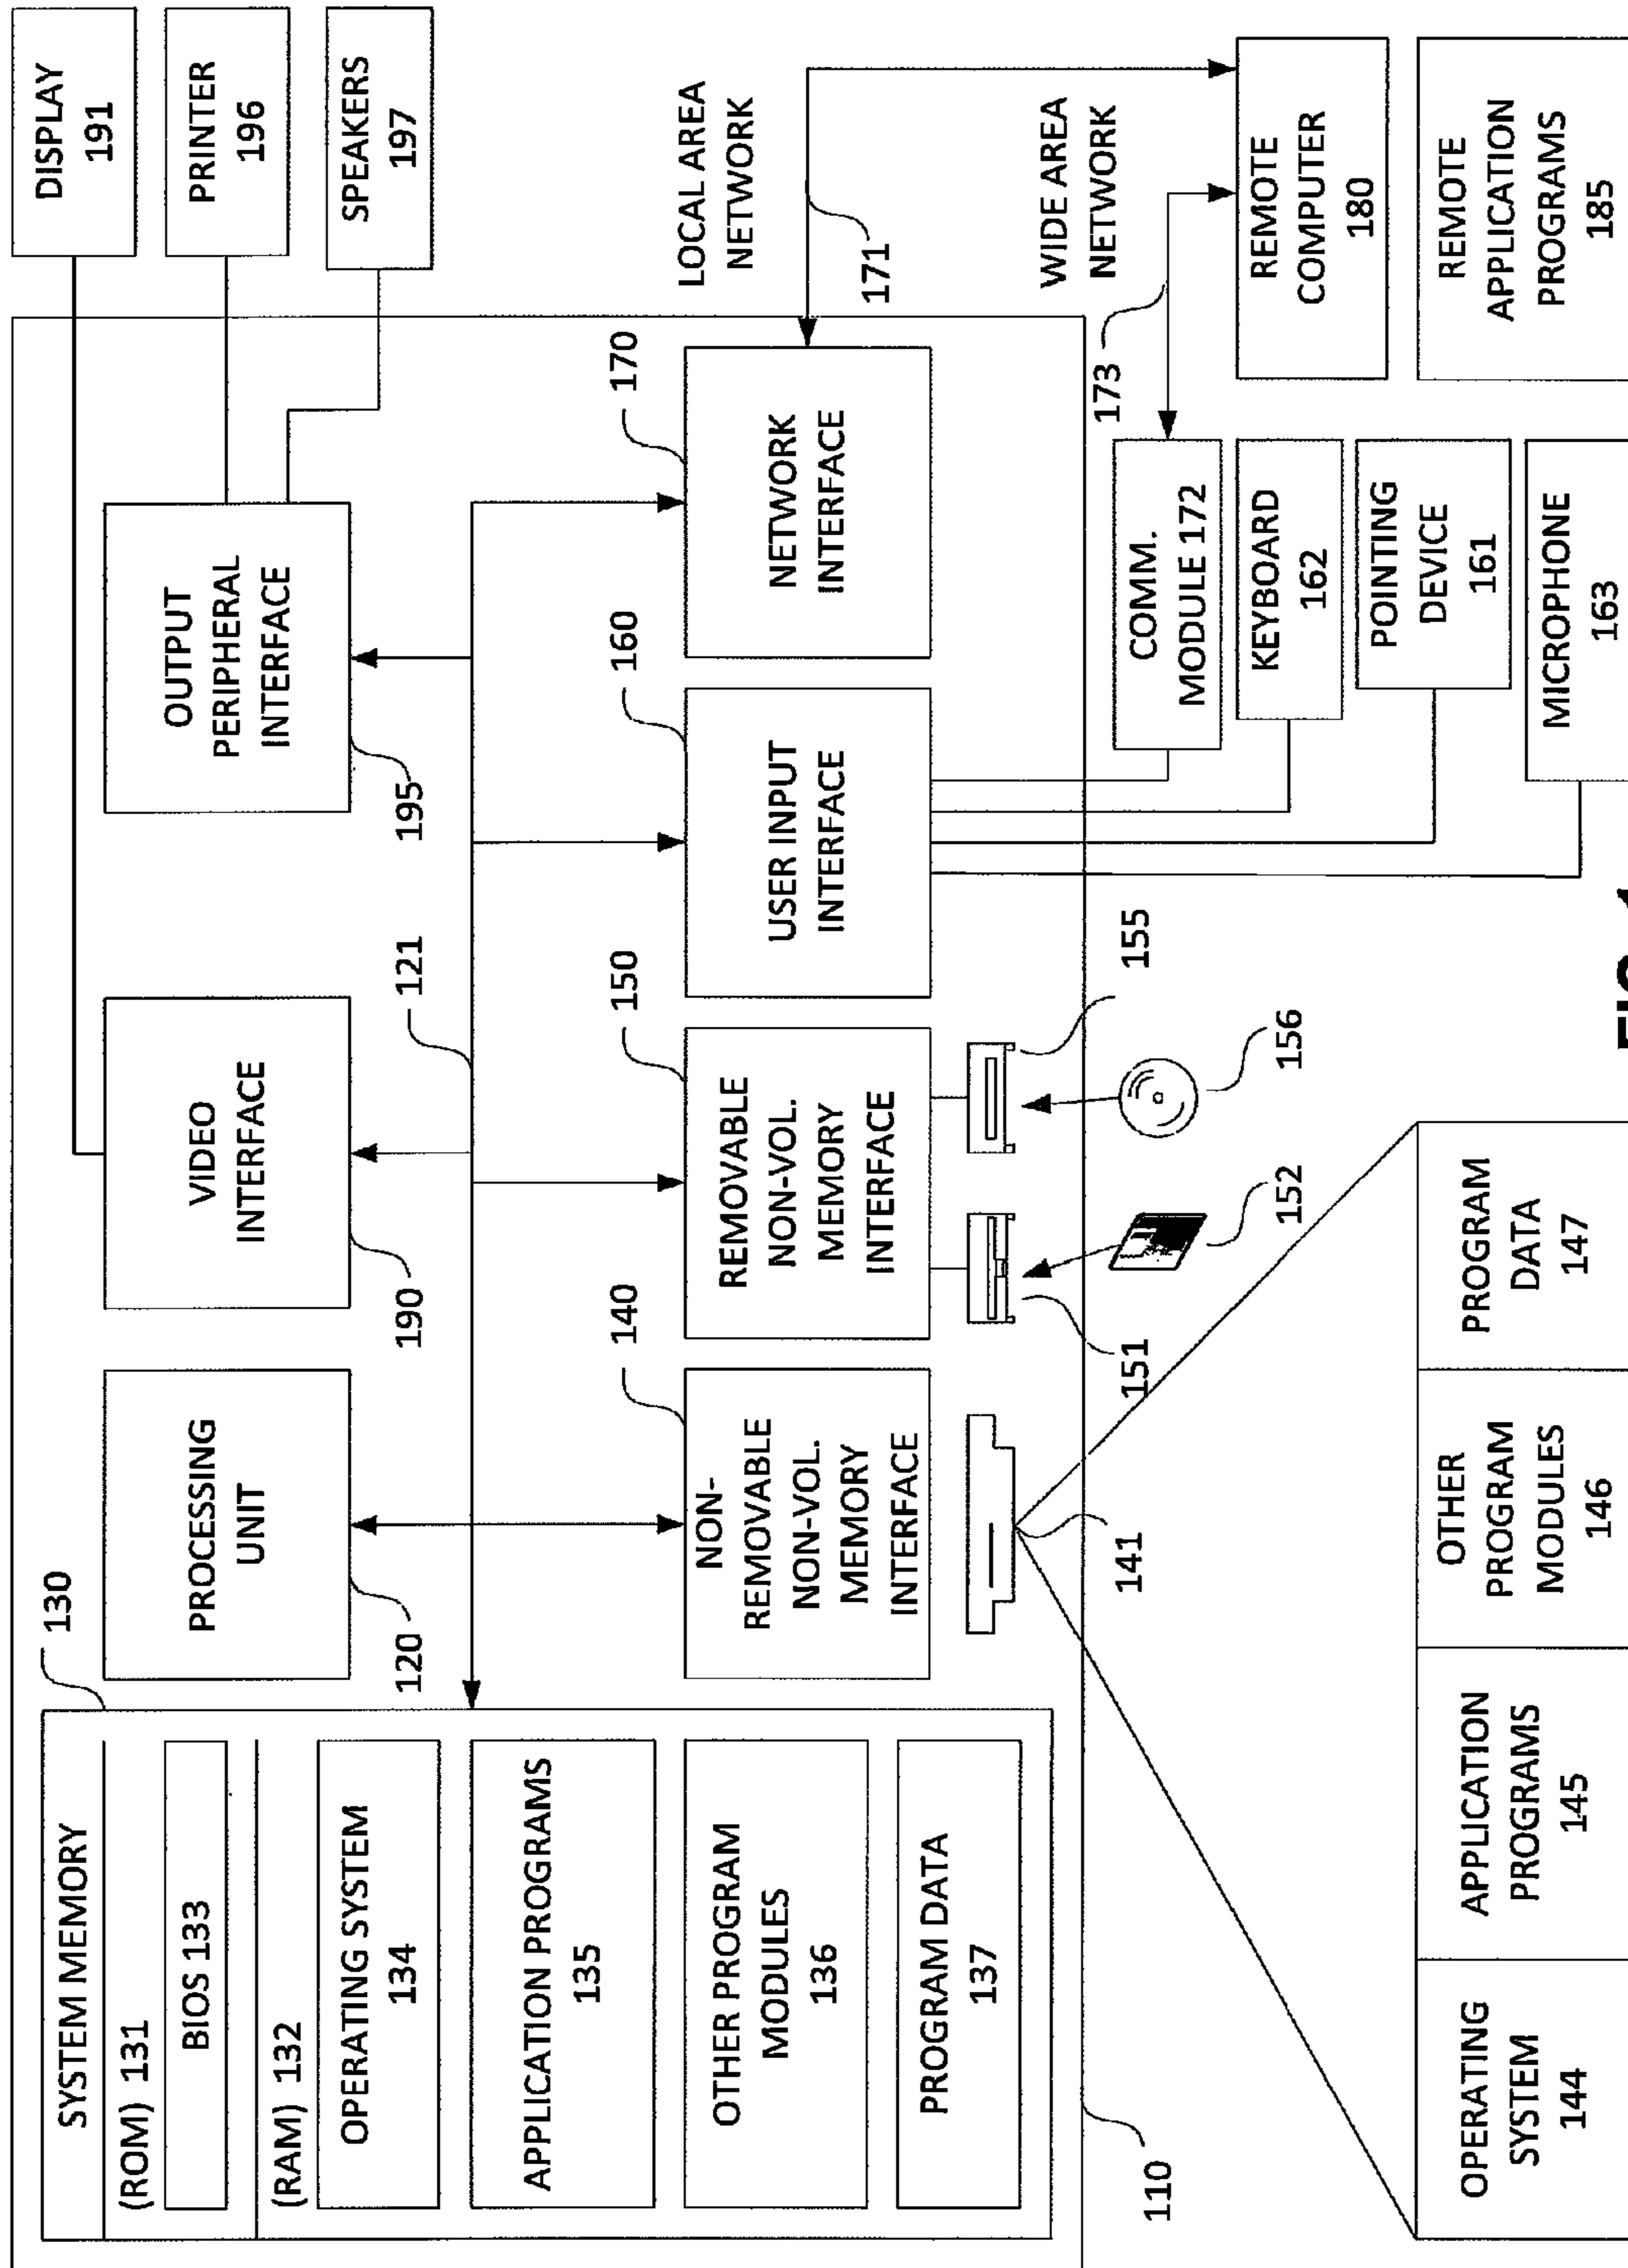 SYSTEM MEMORY
(ROM) 131
BIOS 133
(RAM) 132
OPERATING SYSTEM
134
APPLICATION PROGRAMS
135
OTHER PROGRAM
MODULES
136
PROGRAM DATA
137
130
PROCESSING
UNIT
120
VIDEO
INTERFACE
190
121
OUTPUT
PERIPHERAL
INTERFACE
195
DISPLAY
191
PRINTER
196
SPEAKERS
197
140
NON-
REMOVABLE
NON-VOL.
MEMORY
INTERFACE
150
REMOVABLE
NON-VOL.
MEMORY
INTERFACE
160
USER INPUT
INTERFACE
170
NETWORK
INTERFACE
LOCAL AREA
NETWORK
171
WIDE AREA
NETWORK
173
110
141
151
152
155
156
COMM.
MODULE 172
KEYBOARD
162
POINTING
DEVICE
161
MICROPHONE
163
REMOTE
COMPUTER
180
REMOTE
APPLICATION
PROGRAMS
185
OPERATING
SYSTEM
144
APPLICATION
PROGRAMS
145
OTHER
PROGRAM
MODULES
146
PROGRAM
DATA
147